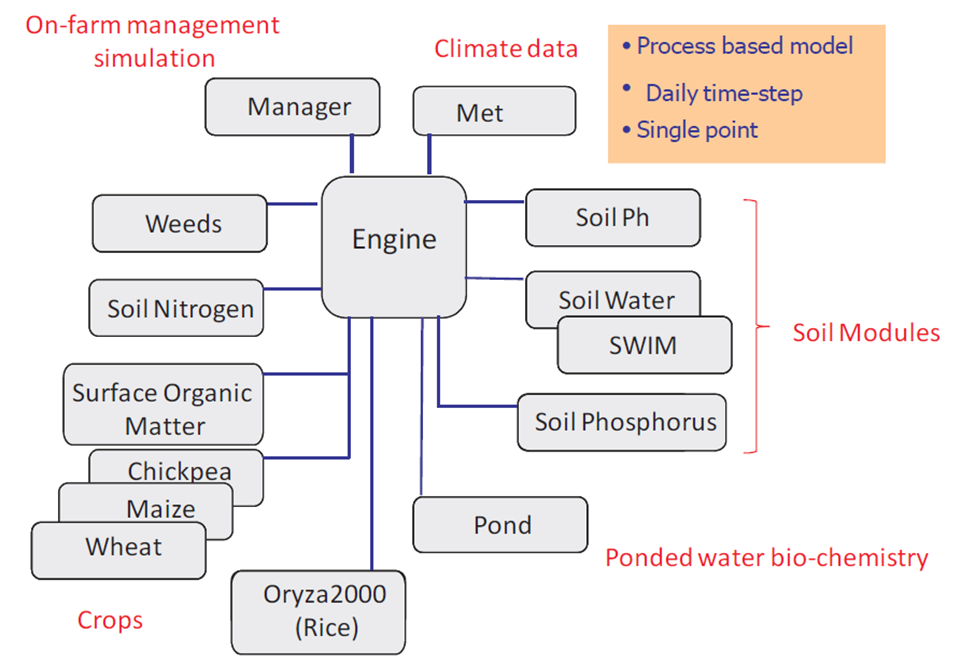 On-farm management
simulation
Climate data
• Process based model
• Daily time-step
• Single point
Manager
Met
Weeds
Engine
Soil Ph
Soil Nitrogen
Soil Water
SWIM
Soil Modules
Surface Organic
Matter
Soil Phosphorus
Chickpea
Maize
Wheat
Pond
Ponded water bio-chemistry
Crops
Oryza2000
(Rice)